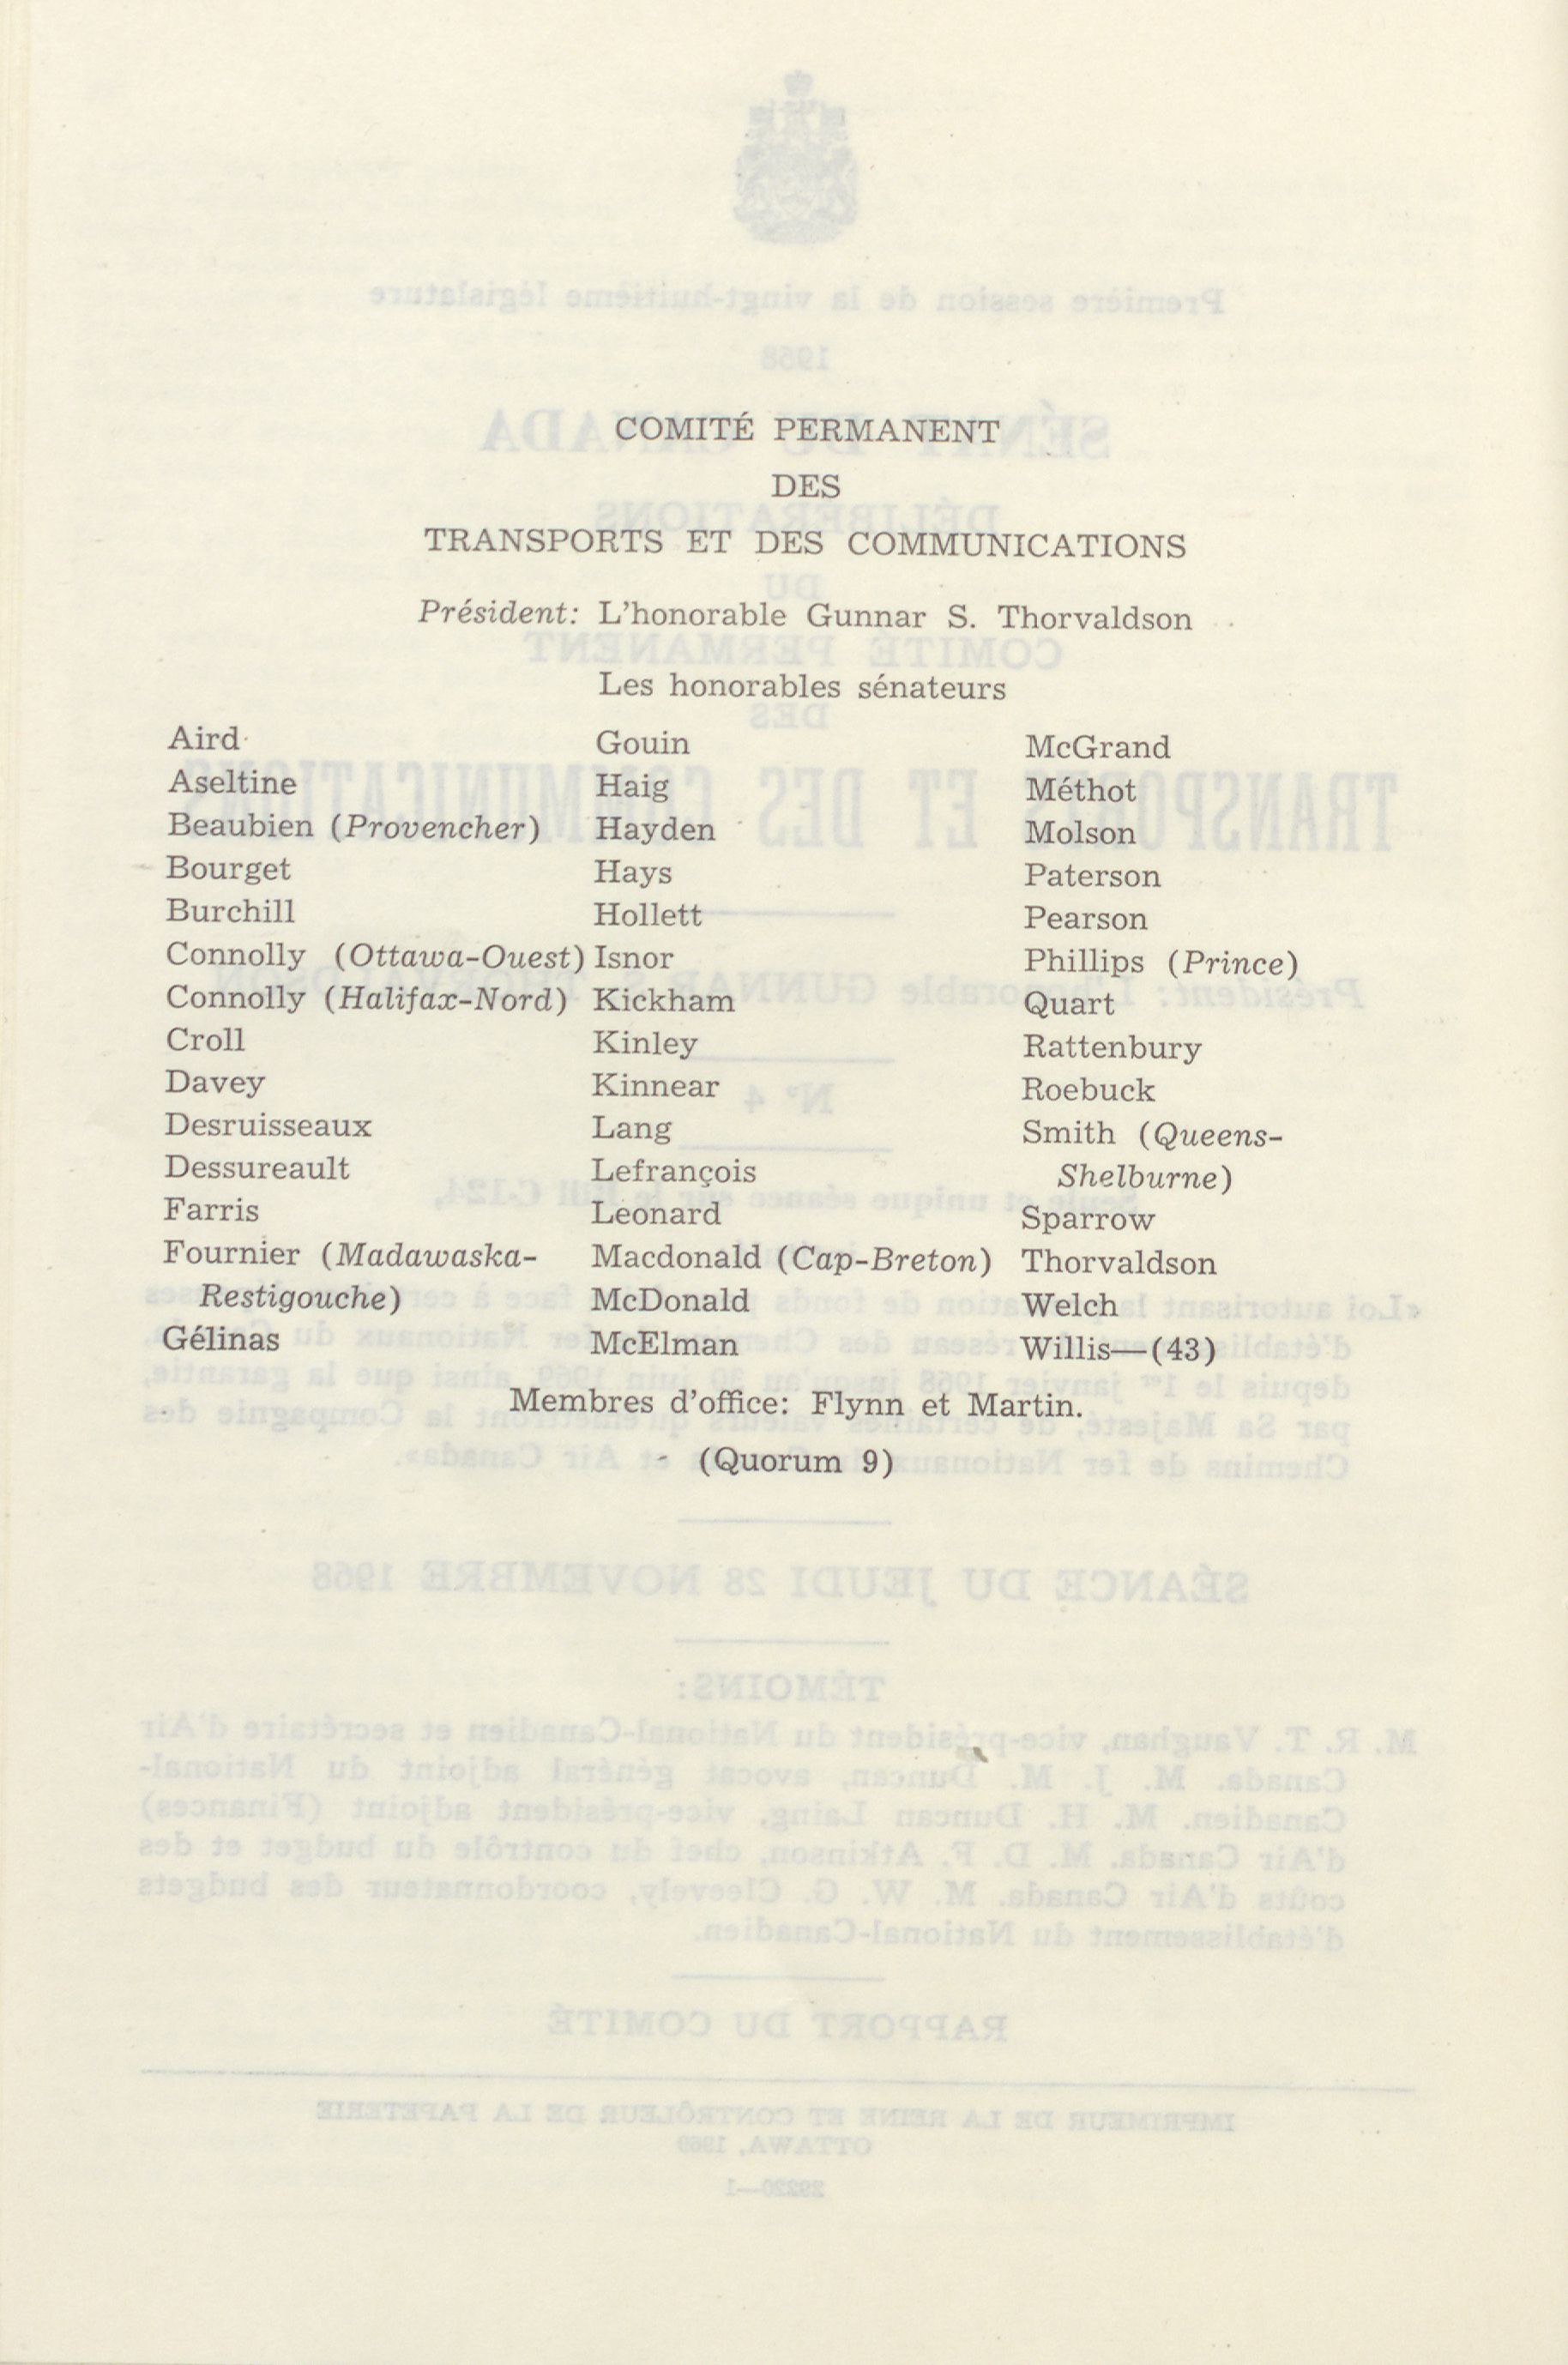 COMITÉ PERMANENT
DES
TRANSPORTS ET DES COMMUNICATIONS
Président: L'honorable Gunnar S. Thorvaldson
Les honorables sénateurs
Aird
Aseltine
Beaubien (Provencher)
Bourget
Burchill
Connolly (Ottawa-Ouest)
Connolly (Halifax-Nord)
Croll
Davey
Desruisseaux
Dessureault
Farris
Fournier (Madawaska-
Restigouche)
Gélinas
Gouin
Haig
Hayden
Hays
Hollett
Isnor
Kickham
Kinley
Kinnear
Lang
Lefrançois
Leonard
Macdonald (Cap-Breton)
McDonald
McElman
McGrand
Méthot
Molson
Paterson
Pearson
Phillips (Prince)
Quart
Rattenbury
Roebuck
Smith (Queens-
Shelburne)
Sparrow
Thorvaldson
Welch
Willis—(43)
Membres d'office: Flynn et Martin.
(Quorum 9)